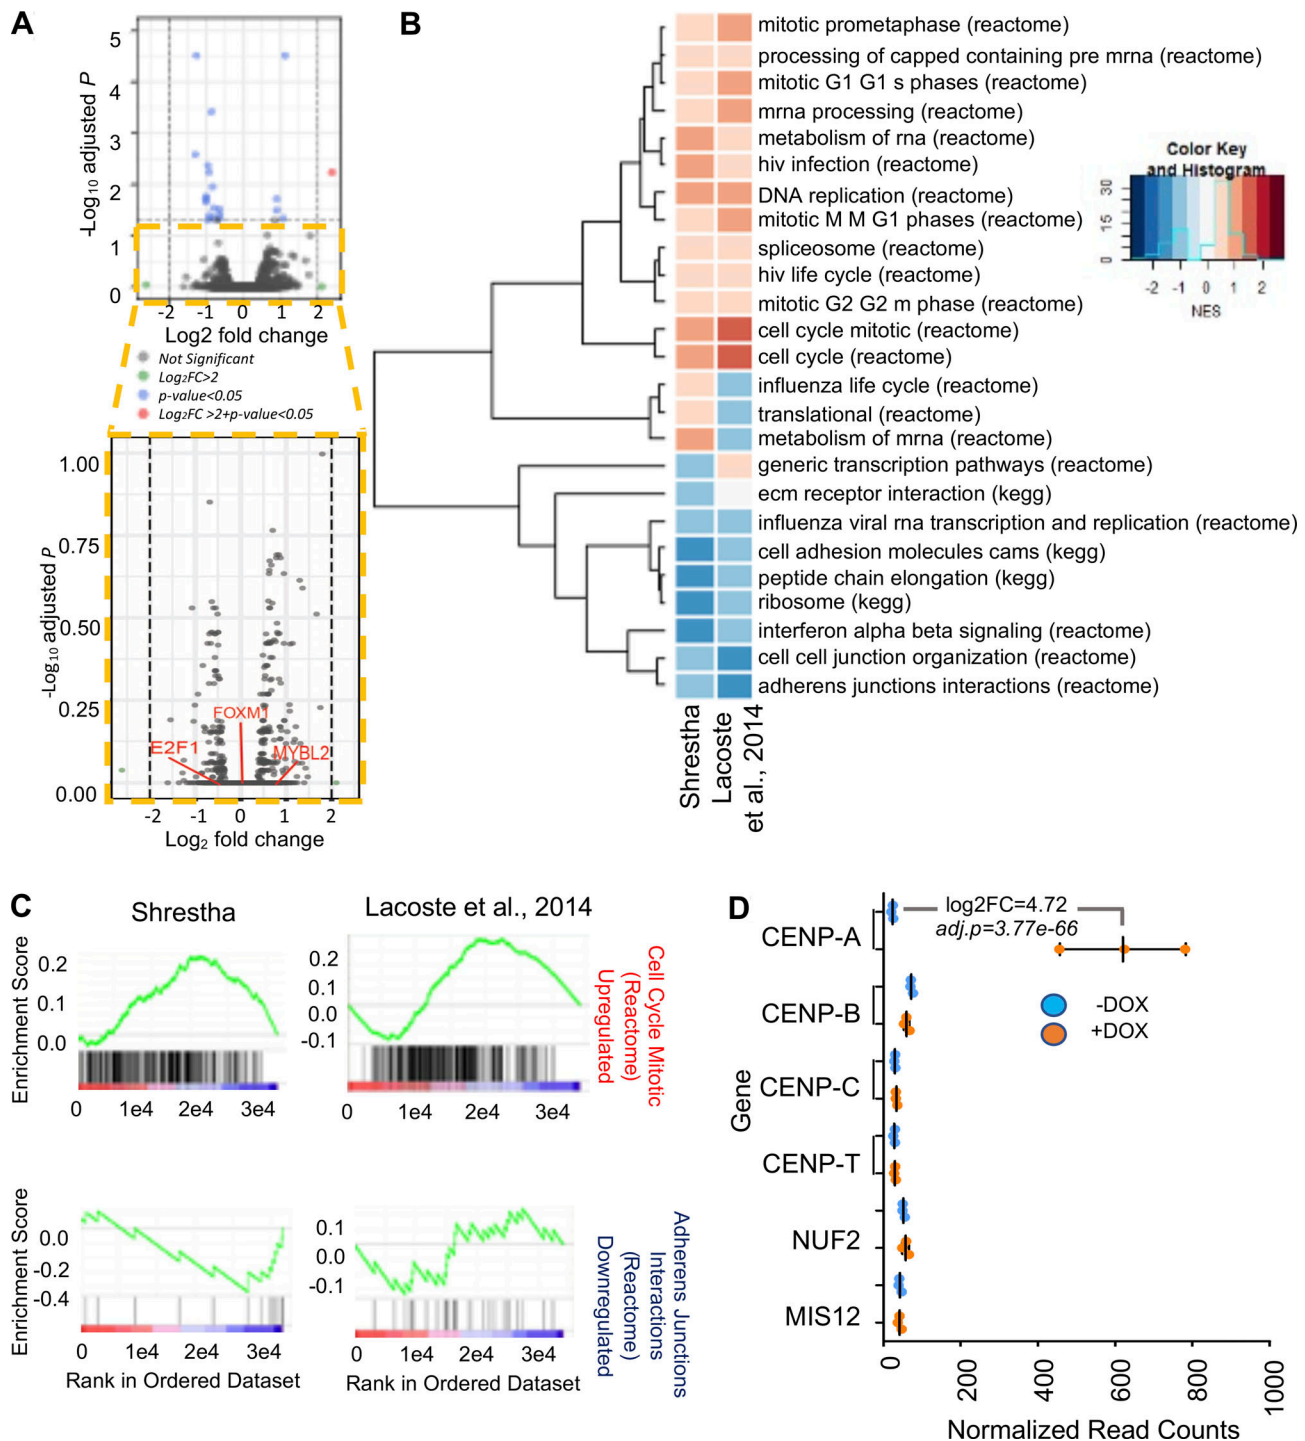 A
5
4
3
2
1
0
-Log10 adjusted P
-2 -1 0 1 2
Log2 fold change
Not Significant
Log2FC>2
p-value<0.05
Log2FC >2+p-value<0.05
1.00
0.75
0.50
0.25
0.00
-Log10 adjusted P
FOXM1
E2F1
MYBL2
-2 -1 0 1 2
Log2 fold change
B
mitotic prometaphase (reactome)
processing of capped containing pre mrna (reactome)
mitotic G1 G1 s phases (reactome)
mrna processing (reactome)
metabolism of rna (reactome)
hiv infection (reactome)
DNA replication (reactome)
mitotic M M G1 phases (reactome)
spliceosome (reactome)
hiv life cycle (reactome)
mitotic G2 G2 m phase (reactome)
cell cycle mitotic (reactome)
cell cycle (reactome)
influenza life cycle (reactome)
translational (reactome)
metabolism of mrna (reactome)
generic transcription pathways (reactome)
ecm receptor interaction (kegg)
influenza viral rna transcription and replication (reactome)
cell adhesion molecules cams (kegg)
peptide chain elongation (kegg)
ribosome (kegg)
interferon alpha beta signaling (reactome)
cell cell junction organization (reactome)
adherens junctions interactions (reactome)
Shrestha
Lacoste
et al., 2014
Color Key
and Histogram
30
15
0
-2 -1 0 1 2
NES
C
Shrestha
Lacoste et al., 2014
Enrichment Score
0.2
0.1
0.0
0 1e4 2e4 3e4
0.2
0.1
0.0
-0.1
0 1e4 2e4 3e4
Cell Cycle Mitotic
(Reactome)
Upregulated
Enrichment Score
0.0
-0.2
-0.4
0 1e4 2e4 3e4
Rank in Ordered Dataset
0.1
0.0
-0.1
0 1e4 2e4 3e4
Rank in Ordered Dataset
Adherens Junctions
Interactions
(Reactome)
Downregulated
D
log2FC=4.72
adj.p=3.77e-66
-DOX
+DOX
Gene
CENP-A
CENP-B
CENP-C
CENP-T
NUF2
MIS12
0 200 400 600 800 1000
Normalized Read Counts